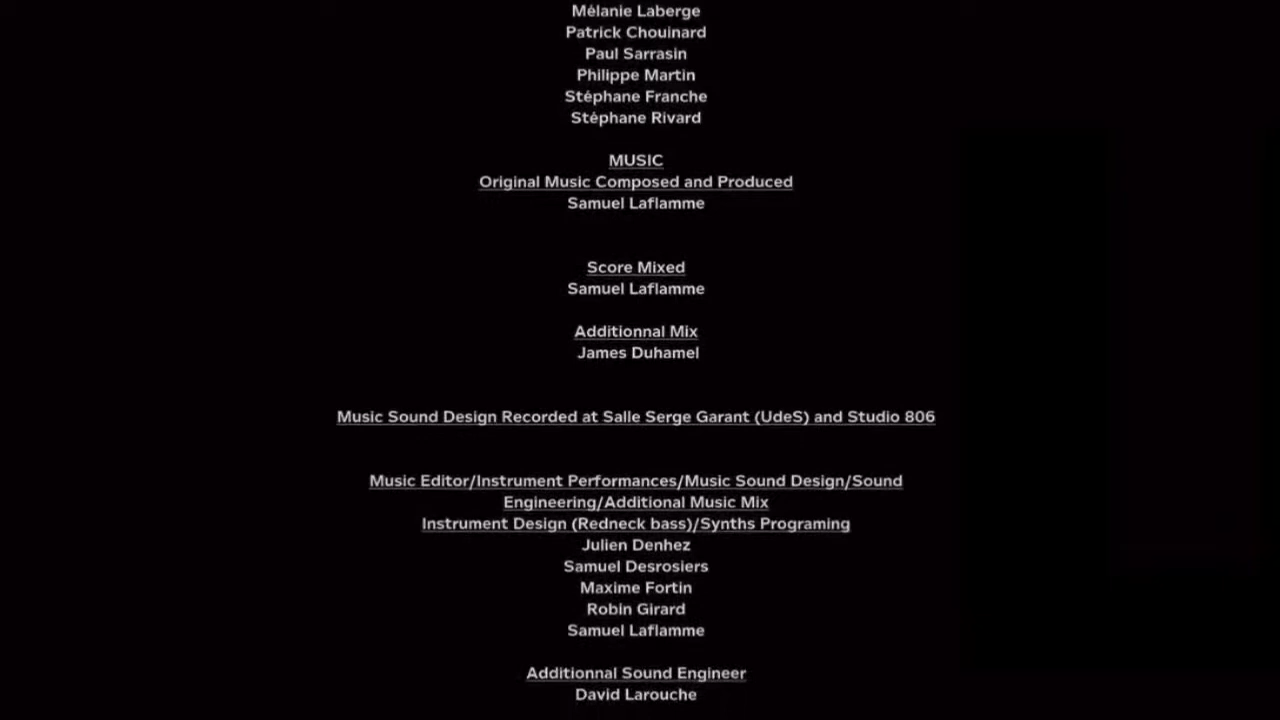 Mélanie Laberge
Patrick Chouinard
Paul Sarrasin
Philippe Martin
Stéphane Franche
Stéphane Rivard
MUSIC
Original Music Composed and Produced
Samuel Laflamme
Score Mixed
Samuel Laflamme
Additionnal Mix
James Duhamel
Music Sound Design Recorded at Salle Serge Garant (UdeS) and Studio 806
Music Editor/Instrument Performances/Music Sound Design/Sound
Engineering/Additional Music Mix
Instrument Design (Redneck bass)/Synths Programing
Julien Denhez
Samuel Desrosiers
Maxime Fortin
Robin Girard
Samuel Laflamme
Additionnal Sound Engineer
David Larouche